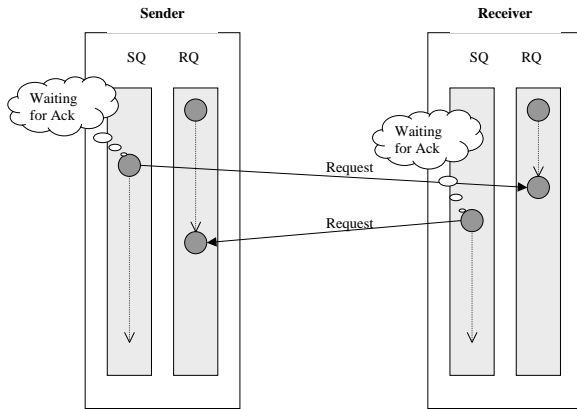 Sender
Receiver
SQ
RQ
SQ
RQ
Waiting
for Ack
Waiting
for Ack
Request
Request